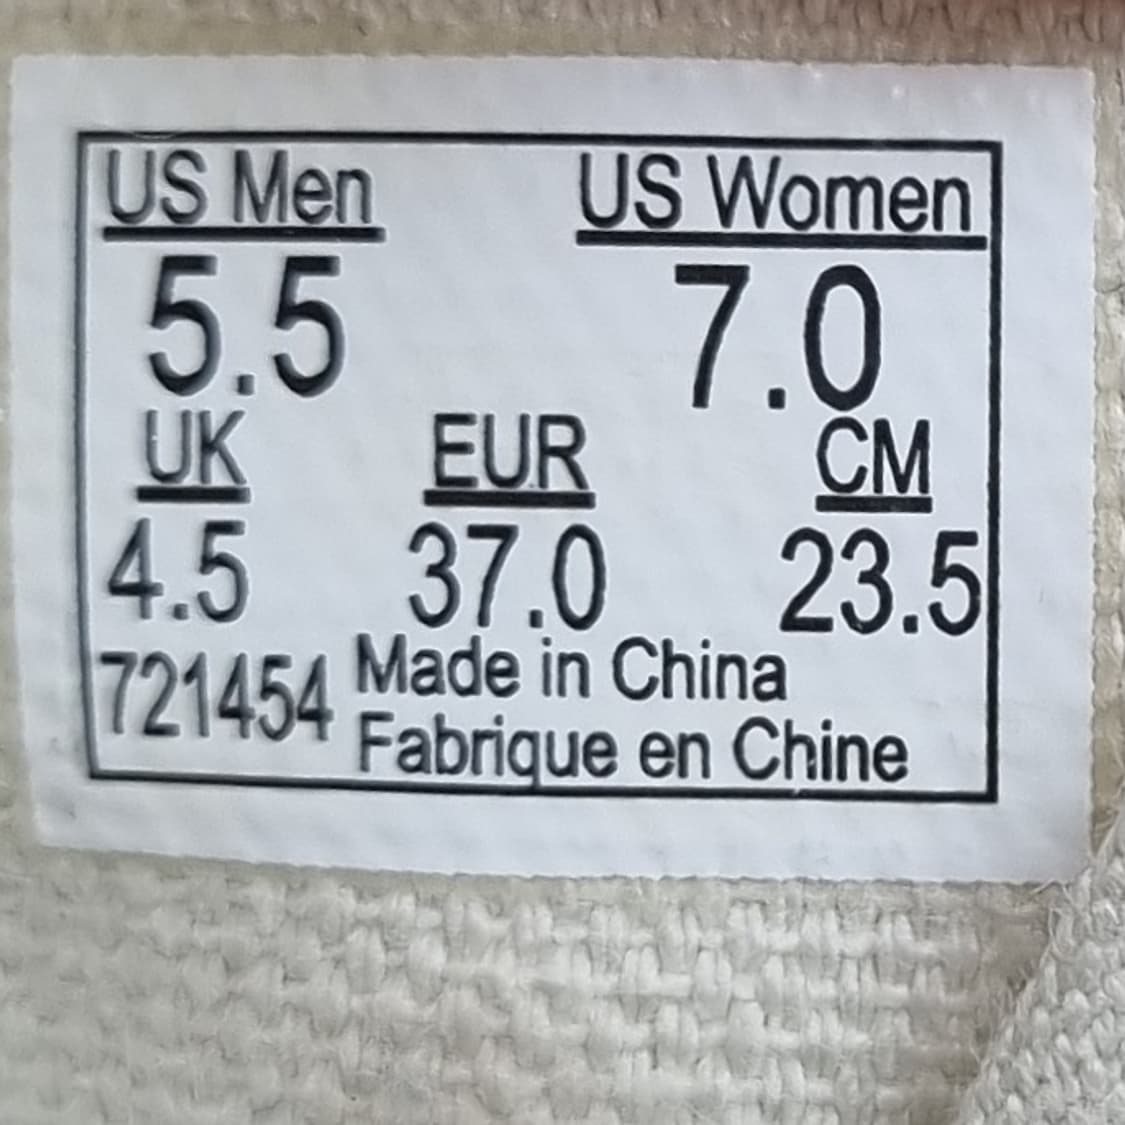 US Men US Women
5.5 7.0
UK EUR CM
4.5 37.0 23.5
721454 Made in China
Fabrique en Chine